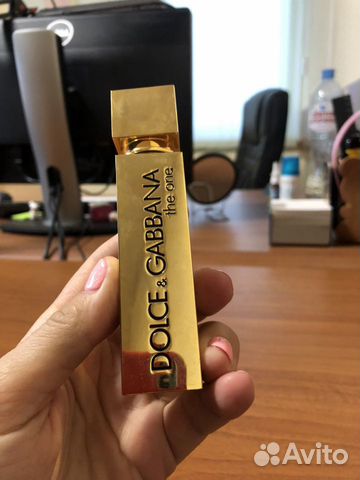 DOLCE & GABBANA
the one
Avito